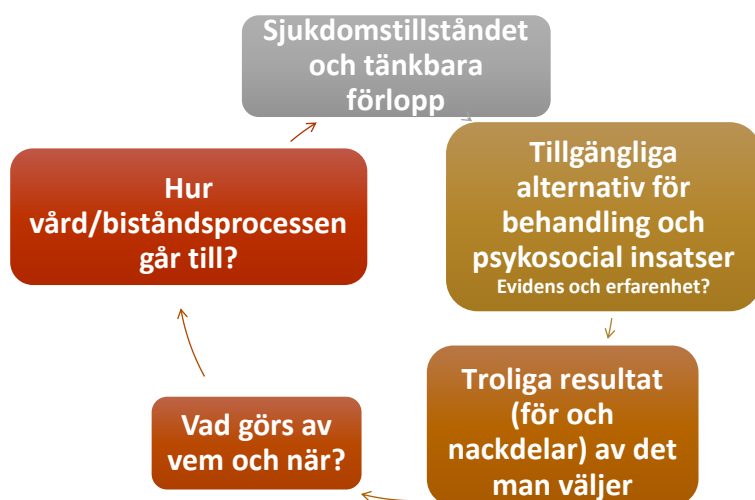 Sjukdomstillståndet
och tänkbara
förlopp
Tillgängliga
alternativ för
behandling och
psykosocial insatser
Evidens och erfarenhet?
Troliga resultat
(för och
nackdelar) av det
man väljer
Vad görs av
vem och när?
Hur
vård/biståndsprocessen
går till?